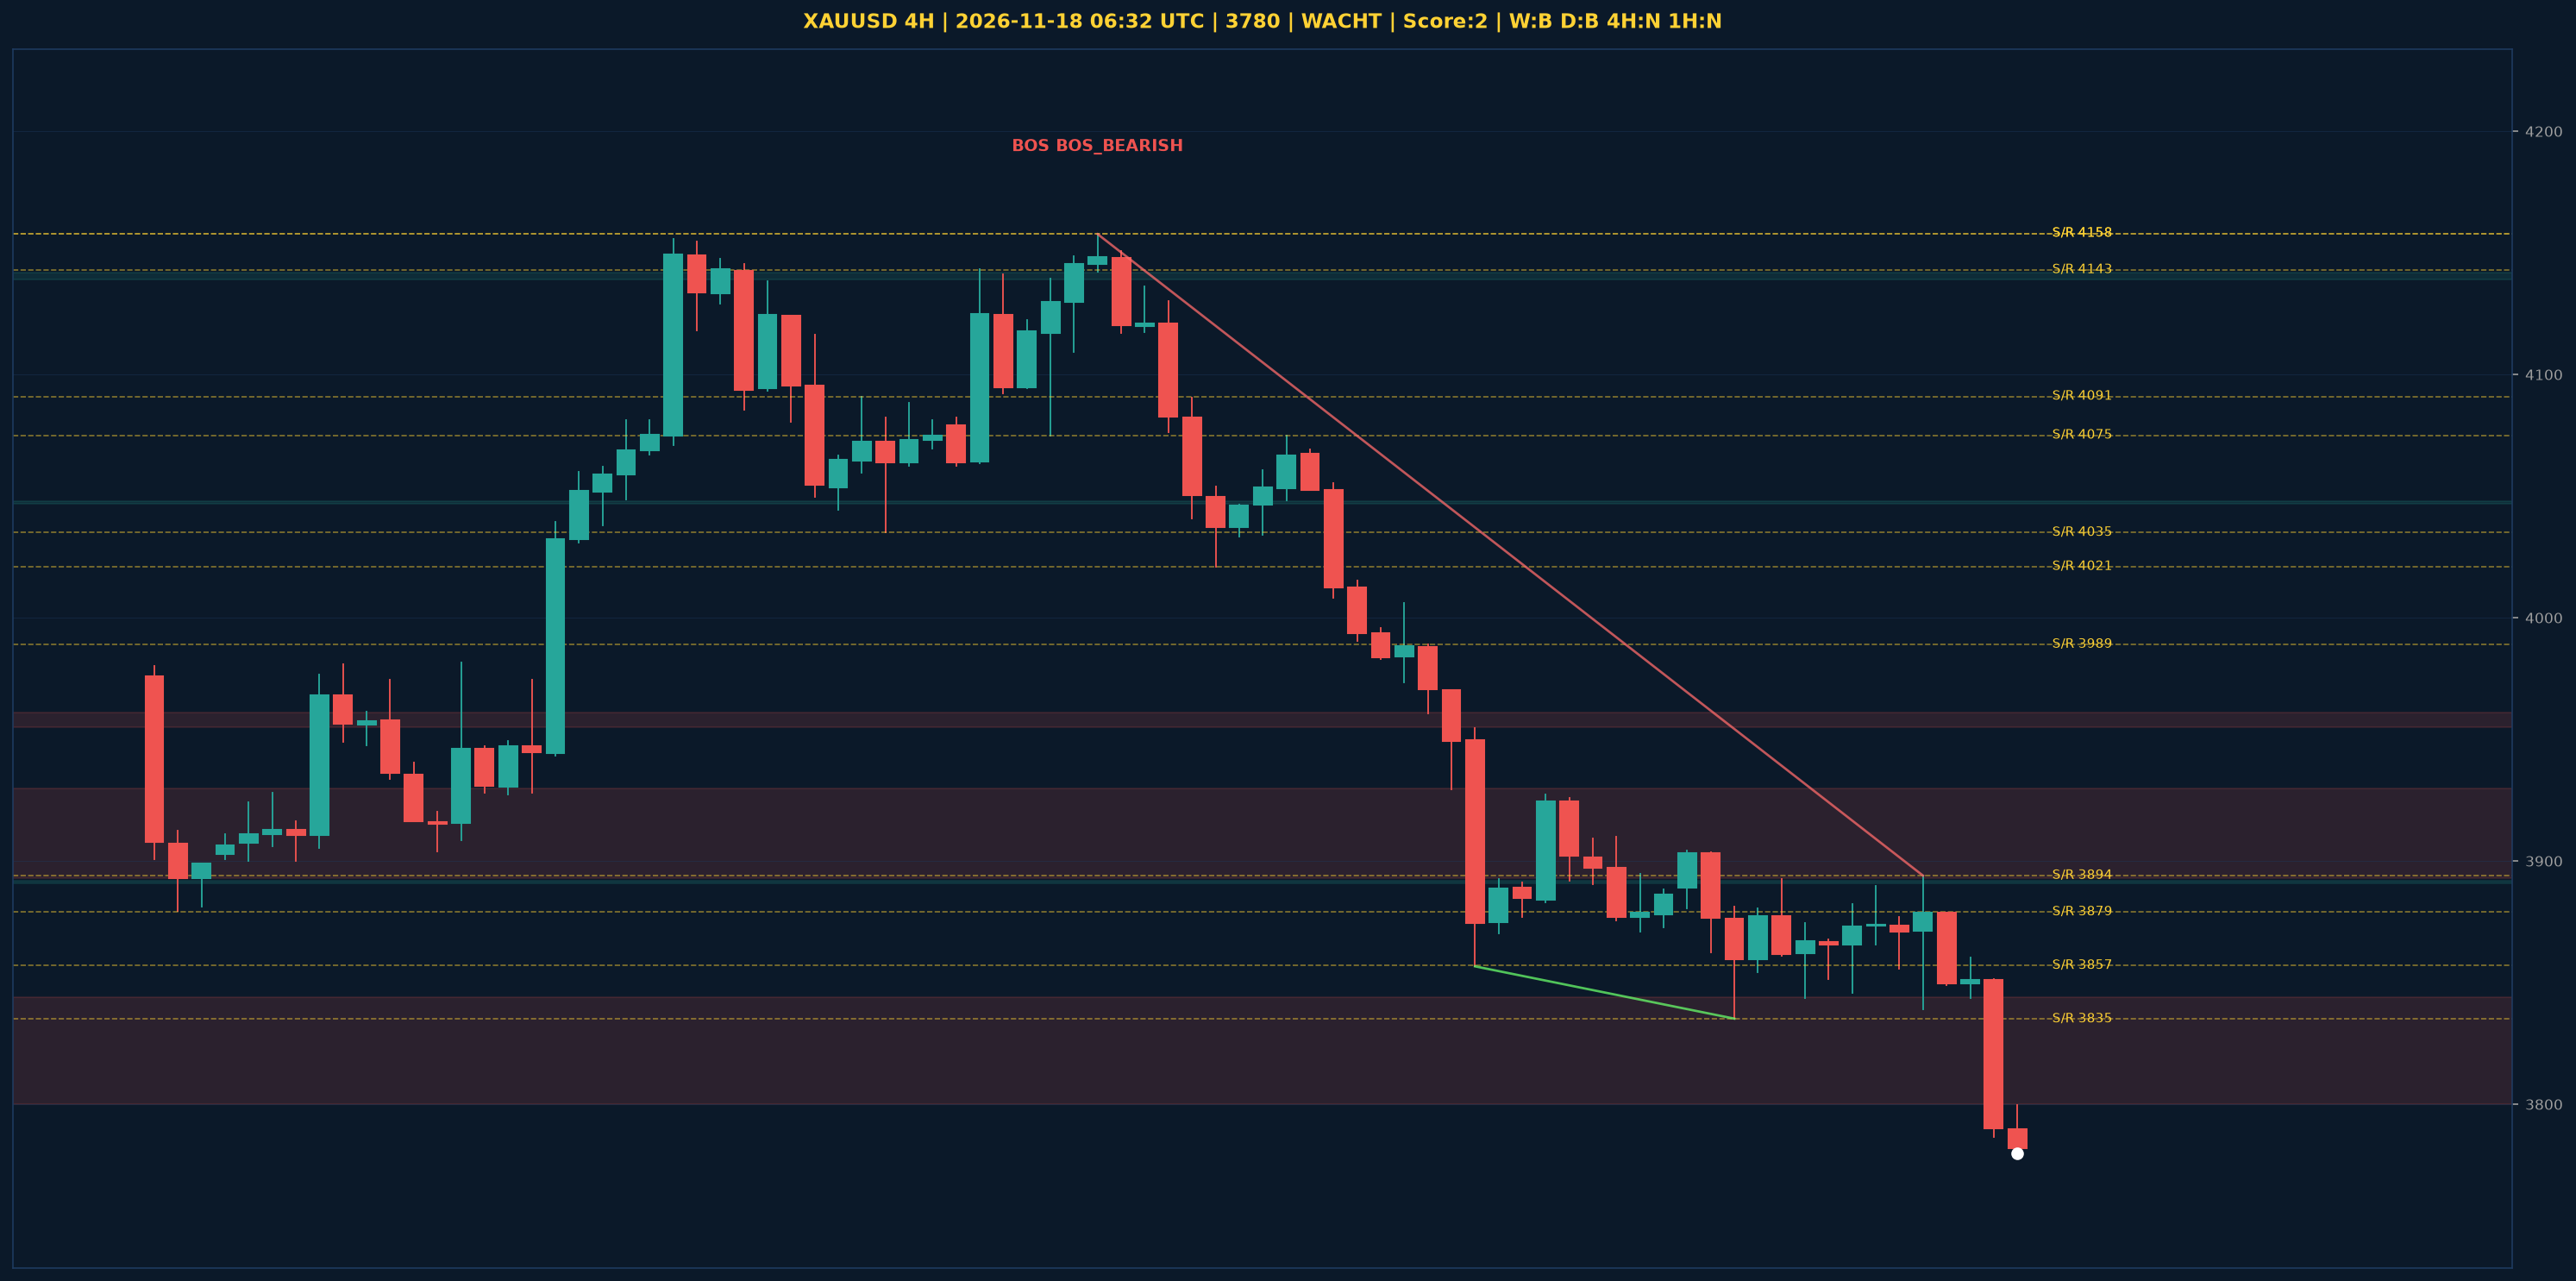 XAUUSD 4H | 2026-11-18 06:32 UTC | 3780 | WACHT | Score:2 | W:B D:B 4H:N 1H:N
4200
BOS BOS_BEARISH
S/R 4158
S/R 4143
4100
S/R 4091
S/R 4075
S/R 4035
S/R 4021
4000
S/R 3989
3900
S/R 3894
S/R 3879
S/R 3857
S/R 3835
3800